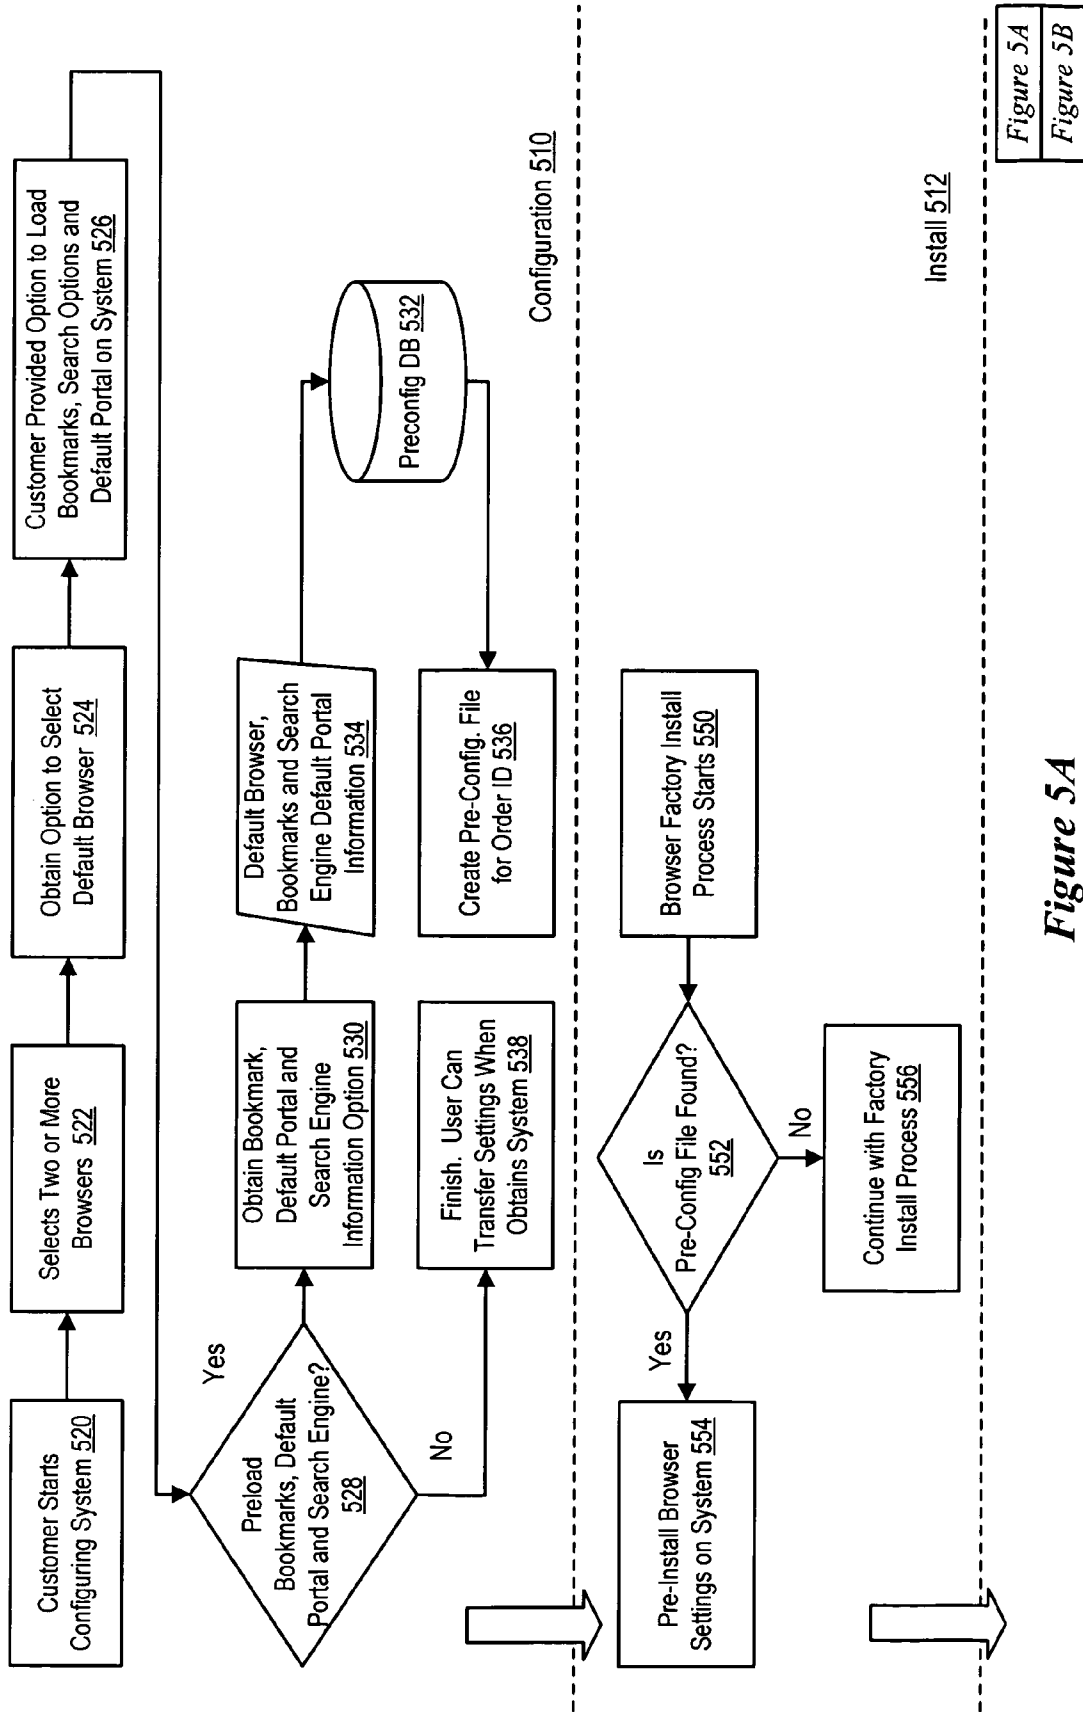 Customer Starts
Configuring System 520
Selects Two or More
Browsers 522
Obtain Option to Select
Default Browser 524
Customer Provided Option to Load
Bookmarks, Search Options and
Default Portal on System 526
Preload
Bookmarks, Default
Portal and Search Engine?
528
Yes
No
Obtain Bookmark,
Default Portal and
Search Engine
Information Option 530
Default Browser,
Bookmarks and Search
Engine Default Portal
Information 534
Preconfig DB 532
Finish. User Can
Transfer Settings When
Obtains System 538
Create Pre-Config. File
for Order ID 536
Configuration 510
Pre-Install Browser
Settings on System 554
Yes
Is
Pre-Config File Found?
552
No
Browser Factory Install
Process Starts 550
Continue with Factory
Install Process 556
Install 512
Figure 5A
Figure 5A
Figure 5B